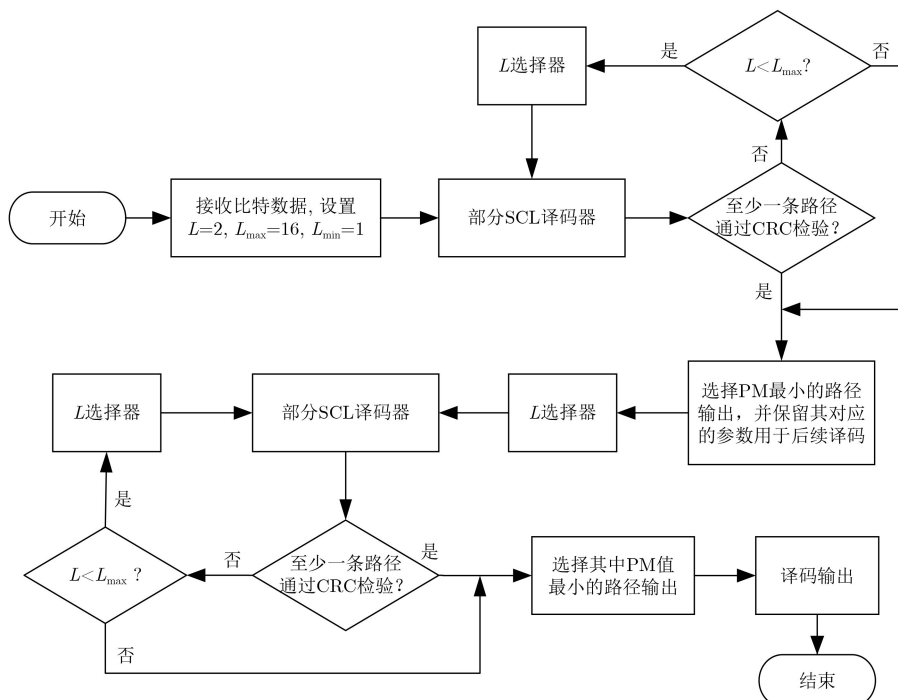 是
L<Lmax?
否
L选择器
否
开始
接收比特数据, 设置
L=2, Lmax=16, Lmin=1
部分SCL译码器
至少一条路径
通过CRC检验?
是
L选择器
部分SCL译码器
L选择器
选择PM最小的路径
输出，并保留其对应
的参数用于后续译码
是
L<Lmax ?
否
至少一条路径
通过CRC检验?
是
选择其中PM值
最小的路径输出
译码输出
否
结束